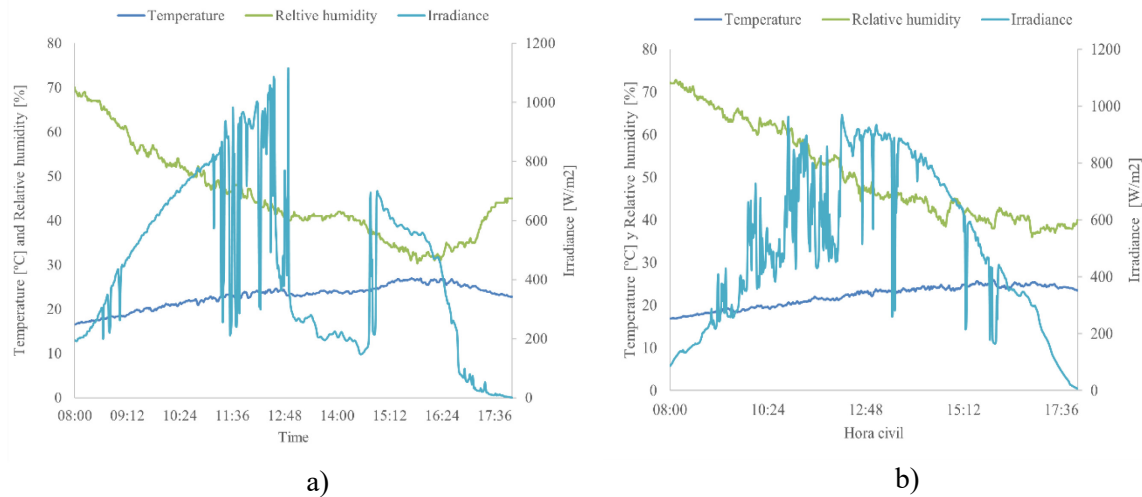 Temperature Reltive humidity Irradiance
80
70
60
50
40
30
20
10
0
1200
1000
800
600
400
200
0
Temperature [°C] and Relative humidity [%]
Irradiance [W/m2]
08:00 09:12 10:24 11:36 12:48 14:00 15:12 16:24 17:36
Time
a)
Temperature Relative humidity Irradiance
80
70
60
50
40
30
20
10
0
1200
1000
800
600
400
200
0
Temperature [°C] y Relative humidity [%]
Irradiance [W/m2]
08:00 10:24 12:48 15:12 17:36
Hora civil
b)